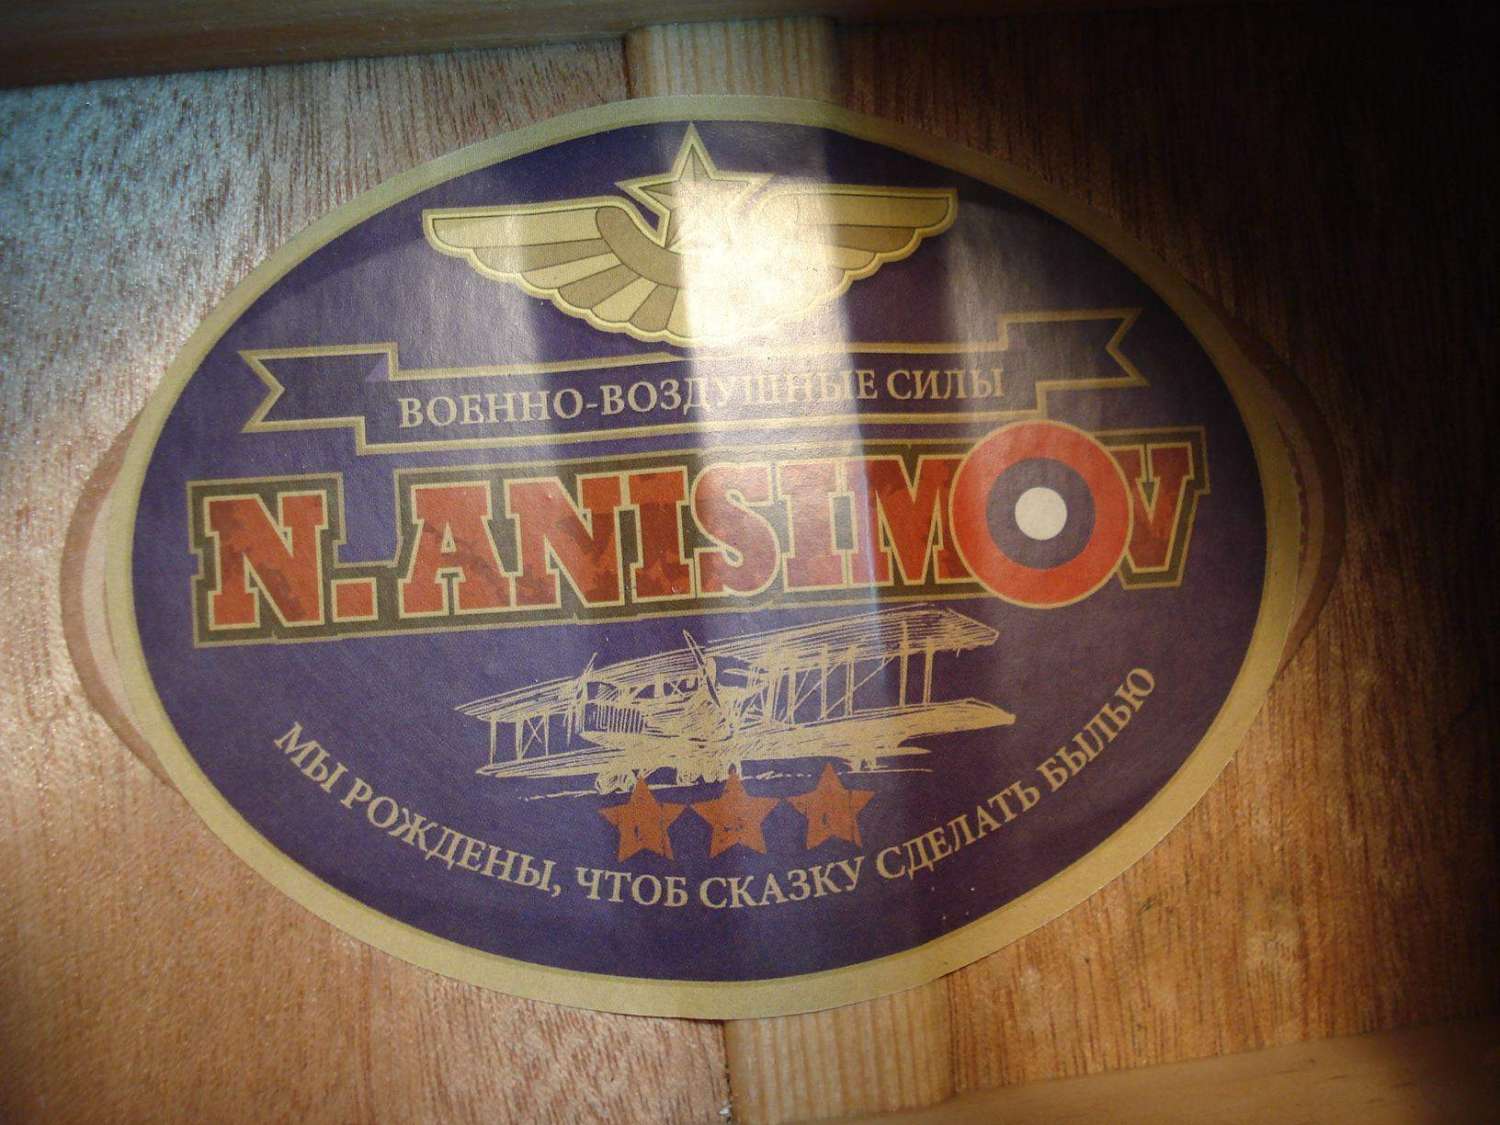 ВОЕННО-ВОЗДУШНЫЕ СИЛЫ
N. ANISIMOV
МЫ РОЖДЕНЫ, ЧТОБ СКАЗКУ СДЕЛАТЬ БЫЛЬЮ